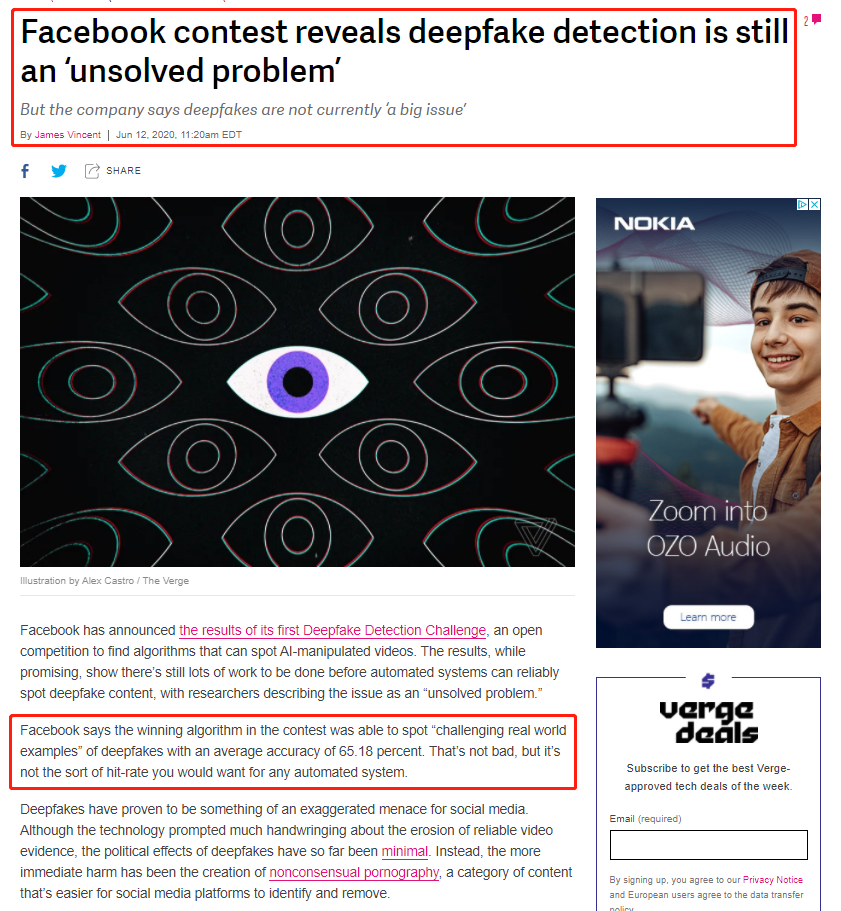 Facebook contest reveals deepfake detection is still
an ‘unsolved problem’
2
But the company says deepfakes are not currently ‘a big issue’
By James Vincent | Jun 12, 2020, 11:20am EDT
SHARE
Illustration by Alex Castro / The Verge
Facebook has announced the results of its first Deepfake Detection Challenge, an open
competition to find algorithms that can spot AI-manipulated videos. The results, while
promising, show there’s still lots of work to be done before automated systems can reliably
spot deepfake content, with researchers describing the issue as an “unsolved problem.”
Facebook says the winning algorithm in the contest was able to spot “challenging real world
examples” of deepfakes with an average accuracy of 65.18 percent. That’s not bad, but it’s
not the sort of hit-rate you would want for any automated system.
Deepfakes have proven to be something of an exaggerated menace for social media.
Although the technology prompted much handwringing about the erosion of reliable video
evidence, the political effects of deepfakes have so far been minimal. Instead, the more
immediate harm has been the creation of nonconsensual pornography, a category of content
that’s easier for social media platforms to identify and remove.
NOKIA
Zoom into
OZO Audio
Learn more
verge
deals
Subscribe to get the best Verge-
approved tech deals of the week.
Email (required)
By signing up, you agree to our Privacy Notice
and European users agree to the data transfer
policy.